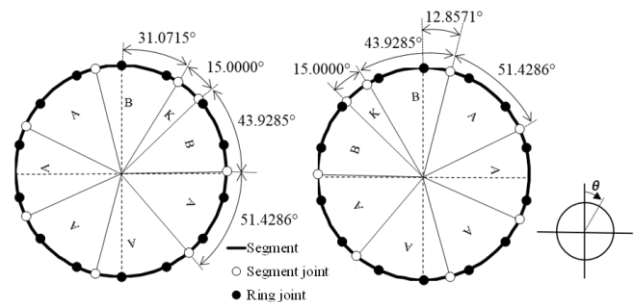 31.0715°
15.0000°
43.9285°
51.4286°
B
K
B
A
A
A
A
A
12.8571°
43.9285°
15.0000°
51.4286°
B
K
B
A
A
A
A
A
θ
Segment
Segment joint
Ring joint